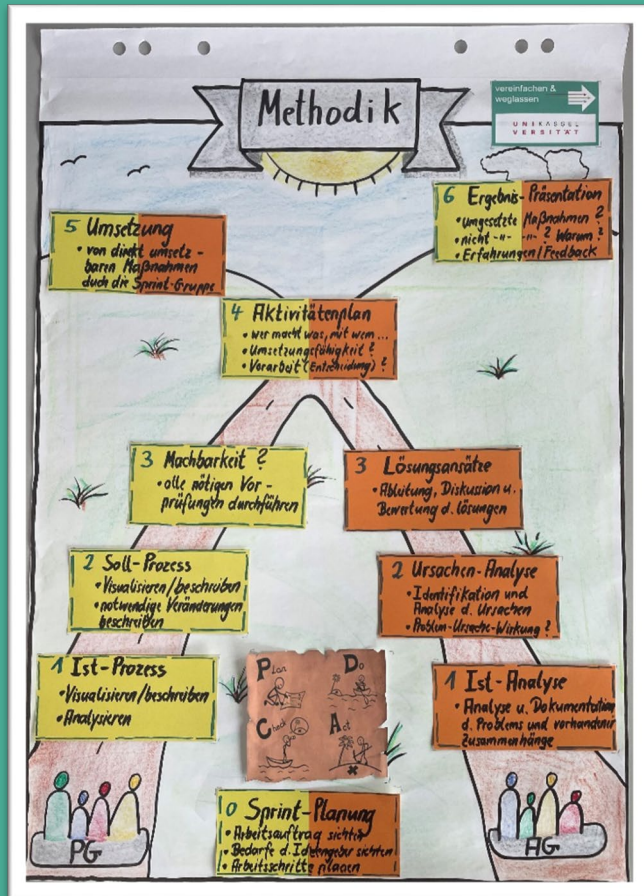 Methodik
vereinfachen &
weglassen
UNIKASSEL
VERSITÄT
5 Umsetzung
• von direkt umsetz-
baren Maßnahmen
duch die Sprint-Gruppe
6 Ergebnis-Präsentation
• umgesetzte Maßnahmen?
• nicht -"- -"- ? Warum?
• Erfahrungen/Feedback
4 Aktivitätenplan
• wer macht was, mit wem...
• Umsetzungsfähigkeit?
• Vorarbeit (Entscheidung)?
3 Machbarkeit?
• alle nötigen Vor-
prüfungen durchführen
3 Lösungsansätze
• Ableitung, Diskussion u.
Bewertung d. Lösungen
2 Soll-Prozess
• Visualisieren/beschreiben
• notwendige Veränderungen
beschreiben
2 Ursachen-Analyse
• Identifikation und
Analyse d. Ursachen
• Problem-Ursache-Wirkung?
1 Ist-Prozess
• Visualisieren/beschreiben
• Analysieren
Plan
Do
Check
Act
1 Ist-Analyse
• Analyse u. Dokumentation
d. Problems und vorhandener
Zusammenhänge
PG
AG
0 Sprint-Planung
• Arbeitsauftrag sichten
• Bedarfe d. Ideengeber sichten
• Arbeitsschritte planen